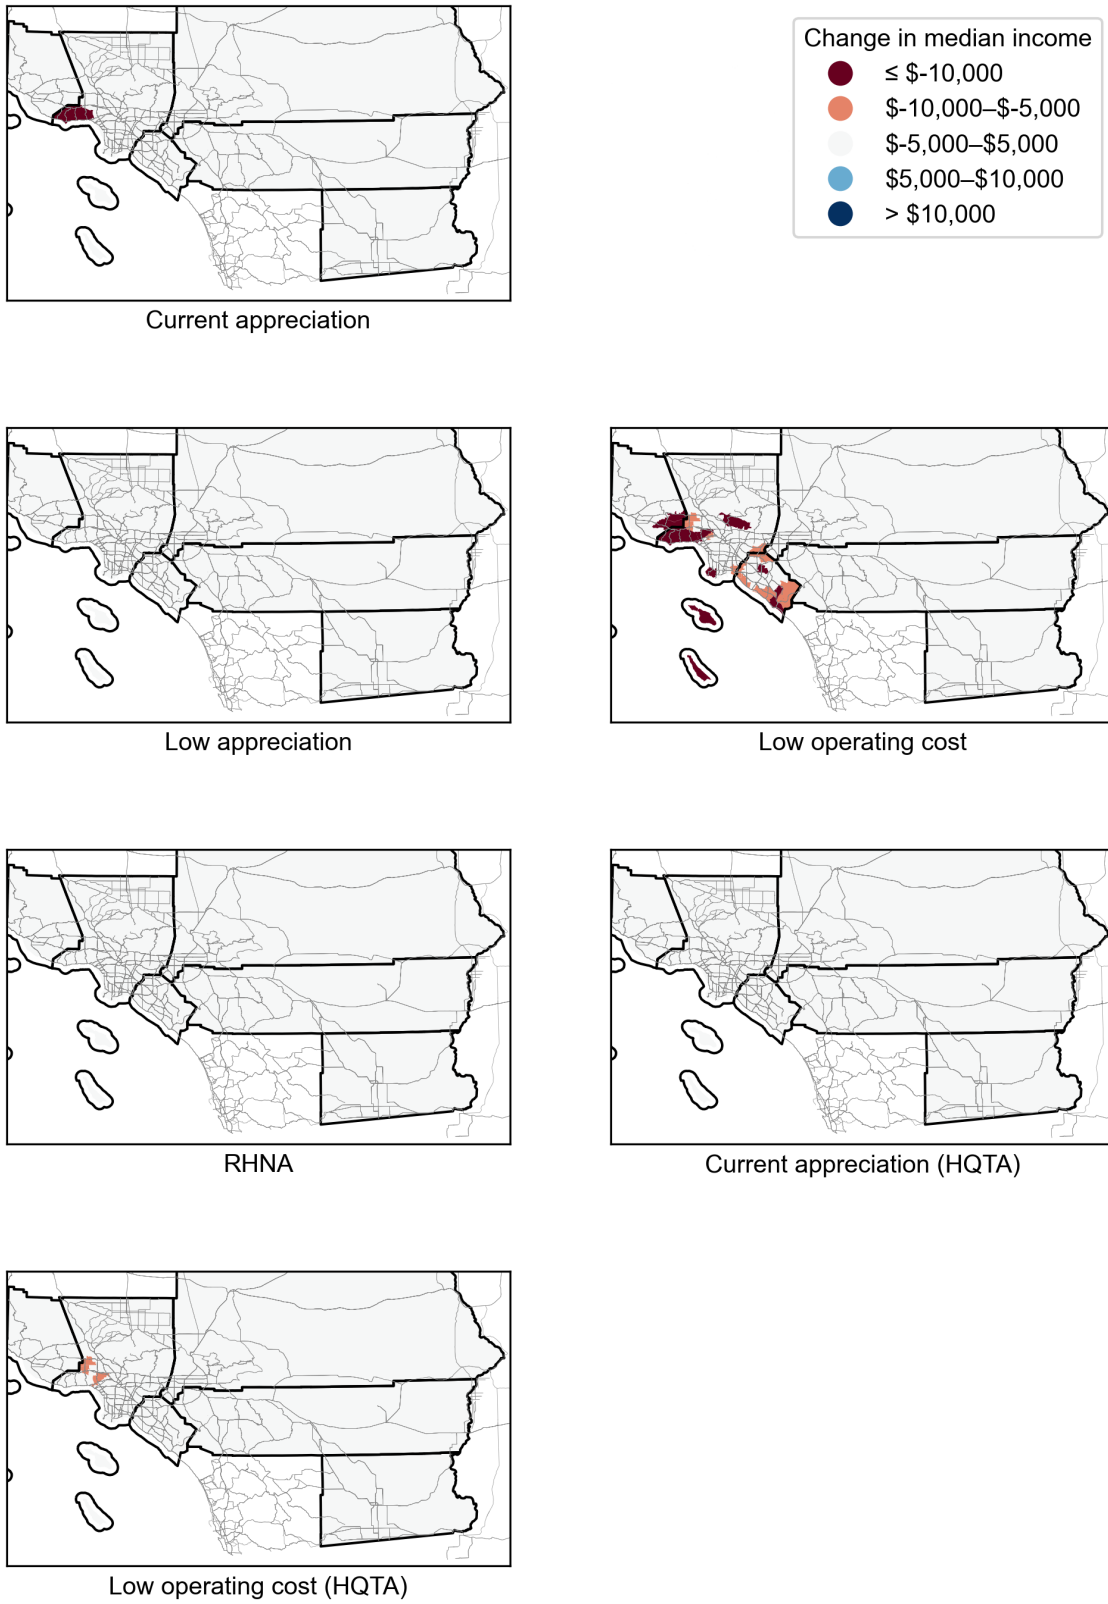 Change in median income
≤ $-10,000
$-10,000–$-5,000
$-5,000–$5,000
$5,000–$10,000
> $10,000
Current appreciation
Low appreciation
Low operating cost
RHNA
Current appreciation (HQTA)
Low operating cost (HQTA)